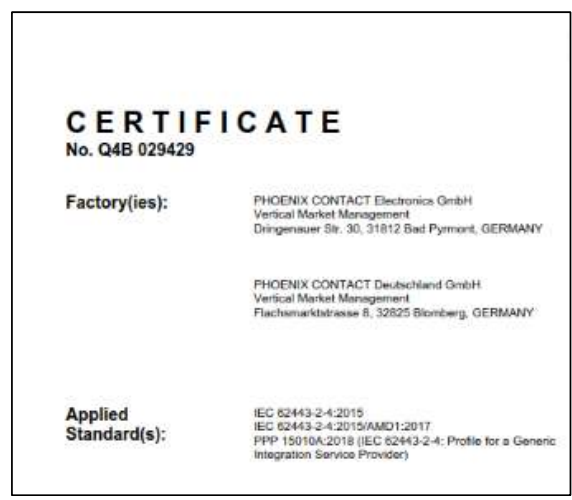 CERTIFICATE
No. Q4B 029429
Factory(ies):
PHOENIX CONTACT Electronics GmbH
Vertical Market Management
Dringenauer Str. 30, 31812 Bad Pyrmont, GERMANY
PHOENIX CONTACT Deutschland GmbH
Vertical Market Management
Flachsmarktstrasse 8, 32825 Blomberg, GERMANY
Applied
Standard(s):
IEC 62443-2-4:2015
IEC 62443-2-4:2015/AMD1:2017
PPP 15010A:2018 (IEC 62443-2-4: Profile for a Generic
Integration Service Provider)